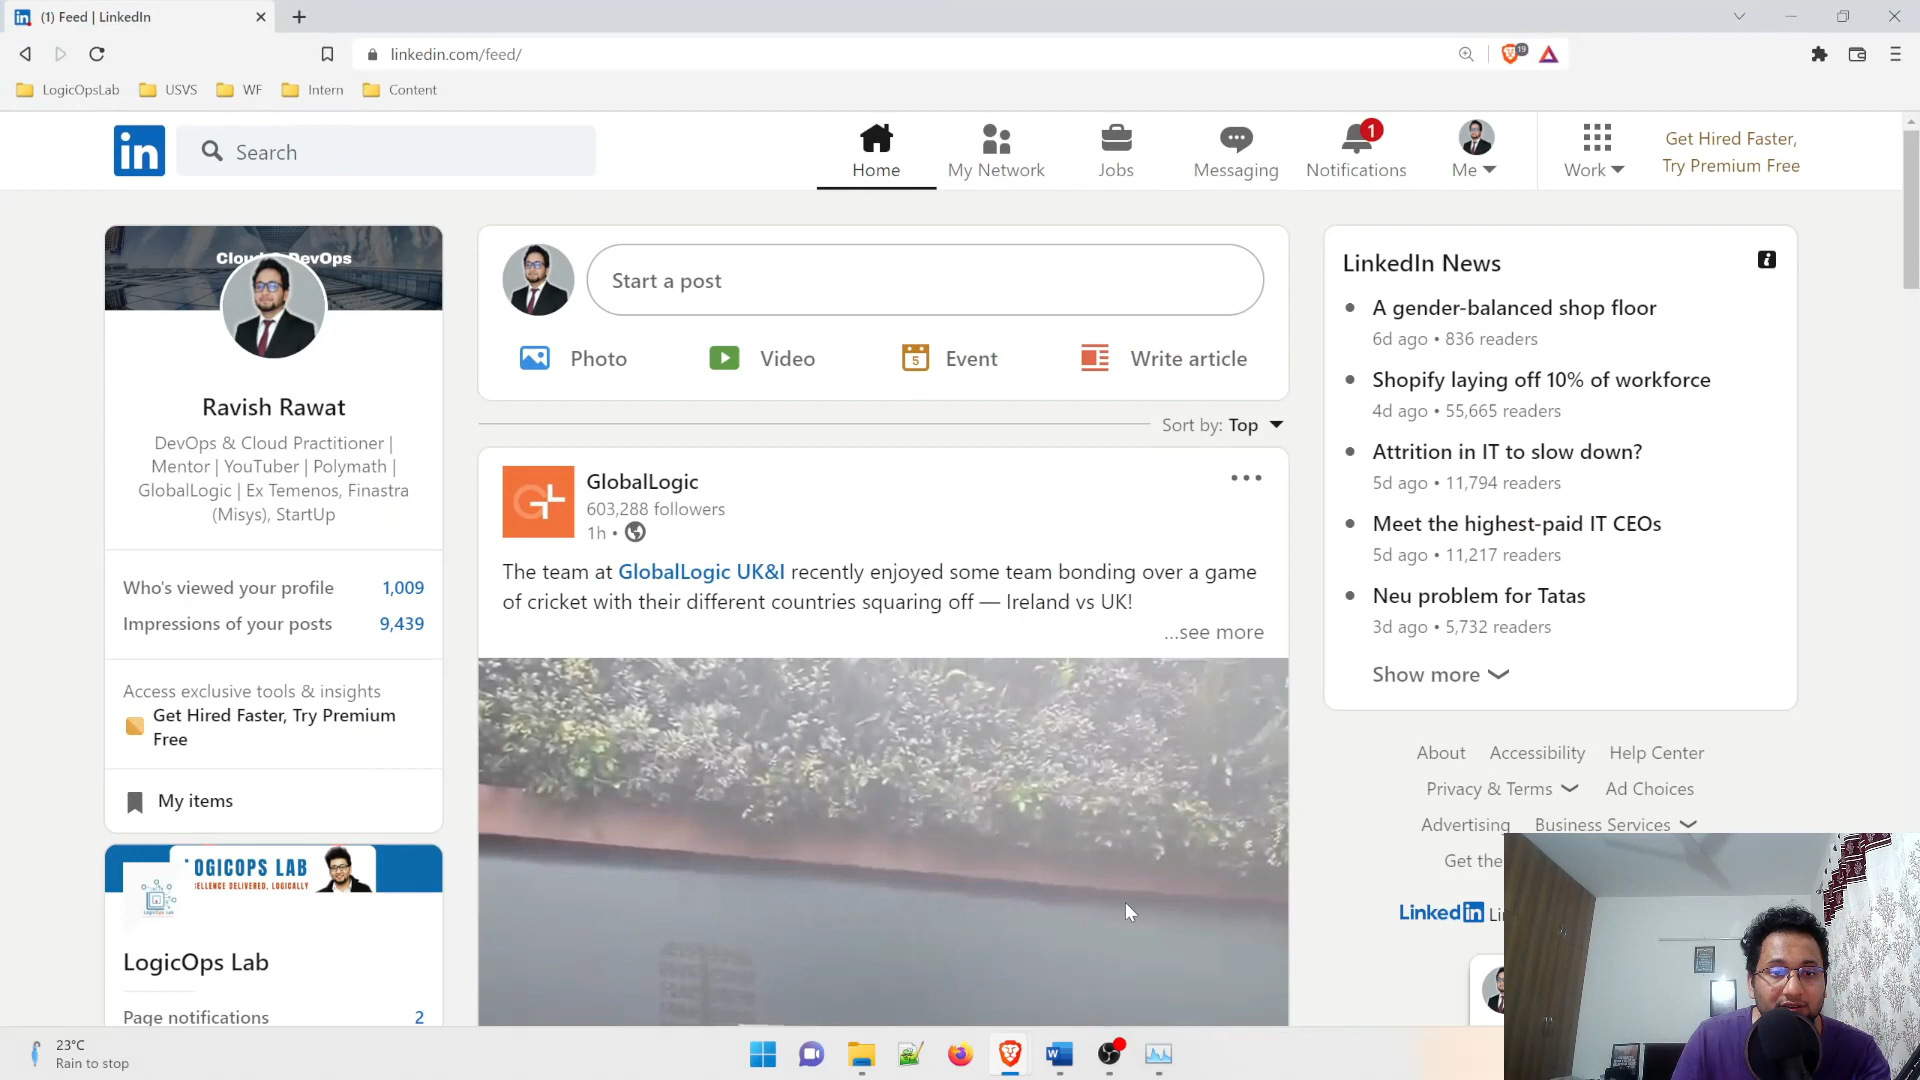 (1) Feed | LinkedIn
linkedin.com/feed/
19
LogicOpsLab
USVS
WF
Intern
Content
in
Search
Home
My Network
Jobs
Messaging
1
Notifications
Me
Work
Get Hired Faster,
Try Premium Free
Ravish Rawat
DevOps & Cloud Practitioner |
Mentor | YouTuber | Polymath |
GlobalLogic | Ex Temenos, Finastra
(Misys), StartUp
Who's viewed your profile 1,009
Impressions of your posts 9,439
Access exclusive tools & insights
Get Hired Faster, Try Premium
Free
My items
OGICOPS LAB
ELLENCE DELIVERED, LOGICALLY
LogicOps Lab
Page notifications 2
Start a post
Photo
Video
5
Event
Write article
Sort by: Top
GlobalLogic
603,288 followers
1h •
The team at GlobalLogic UK&I recently enjoyed some team bonding over a game
of cricket with their different countries squaring off — Ireland vs UK!
...see more
LinkedIn News
A gender-balanced shop floor
6d ago • 836 readers
Shopify laying off 10% of workforce
4d ago • 55,665 readers
Attrition in IT to slow down?
5d ago • 11,794 readers
Meet the highest-paid IT CEOs
5d ago • 11,217 readers
Neu problem for Tatas
3d ago • 5,732 readers
Show more
About Accessibility Help Center
Privacy & Terms Ad Choices
Advertising Business Services
Get the
LinkedIn Li
23°C
Rain to stop